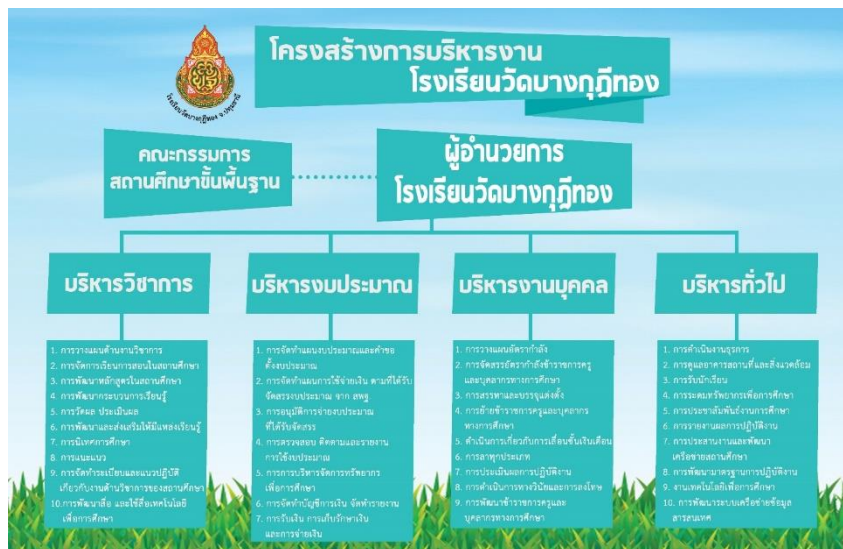 โครงสร้างการบริหารงาน
โรงเรียนวัดบางกุฎีทอง
โรงเรียนวัดบางกุฎีทอง จ.ปทุมธานี
คณะกรรมการ
สถานศึกษาขั้นพื้นฐาน
ผู้อำนวยการ
โรงเรียนวัดบางกุฎีทอง
บริหารวิชาการ
1. การวางแผนด้านงานวิชาการ
2. การจัดการเรียนการสอนในสถานศึกษา
3. การพัฒนาหลักสูตรในสถานศึกษา
4. การพัฒนากระบวนการเรียนรู้
5. การวัดผล ประเมินผล
6. การพัฒนาและส่งเสริมให้มีแหล่งเรียนรู้
7. การนิเทศการศึกษา
8. การแนะแนว
9. การจัดทำระเบียบและแนวปฏิบัติ
เกี่ยวกับงานด้านวิชาการของสถานศึกษา
10.การพัฒนาสื่อ และใช้สื่อเทคโนโลยี
เพื่อการศึกษา
บริหารงบประมาณ
1. การจัดทำแผนงบประมาณและคำขอ
ตั้งงบประมาณ
2. การจัดทำแผนการใช้จ่ายเงิน ตามที่ได้รับ
จัดสรรงบประมาณ จาก สพฐ
3. การอนุมัติการจ่ายงบประมาณ
ที่ได้รับจัดสรร
4. การตรวจสอบ ติดตามและรายงาน
การใช้งบประมาณ
5. การการบริหารจัดการทรัพยากร
เพื่อการศึกษา
6. การจัดทำบัญชีการเงิน จัดทำรายงาน
7. การรับเงิน การเก็บรักษาเงิน
และการจ่ายเงิน
บริหารงานบุคคล
1. การวางแผนอัตรากำลัง
2. การจัดสรรอัตรากำลังข้าราชการครู
และบุคลากรทางการศึกษา
3. การสรรหาและบรรจุแต่งตั้ง
4. การย้ายข้าราชการครูและบุคลากร
ทางการศึกษา
5. ดำเนินการเกี่ยวกับการเลื่อนขั้นเงินเดือน
6. การลาทุกประเภท
7. การประเมินผลการปฏิบัติงาน
8. การดำเนินการทางวินัยและการลงโทษ
9. การพัฒนาข้าราชการครูและ
บุคลากรทางการศึกษา
บริหารทั่วไป
1. การดำเนินงานธุรการ
2. การดูแลอาคารสถานที่และสิ่งแวดล้อม
3. การรับนักเรียน
4. การระดมทรัพยากรเพื่อการศึกษา
5. การประชาสัมพันธ์งานการศึกษา
6. การรายงานผลการปฏิบัติงาน
7. การประสานงานและพัฒนา
เครือข่ายสถานศึกษา
8. การพัฒนามาตรฐานการปฏิบัติงาน
9. งานเทคโนโลยีเพื่อการศึกษา
10. การพัฒนาระบบเครือข่ายข้อมูล
สารสนเทศ